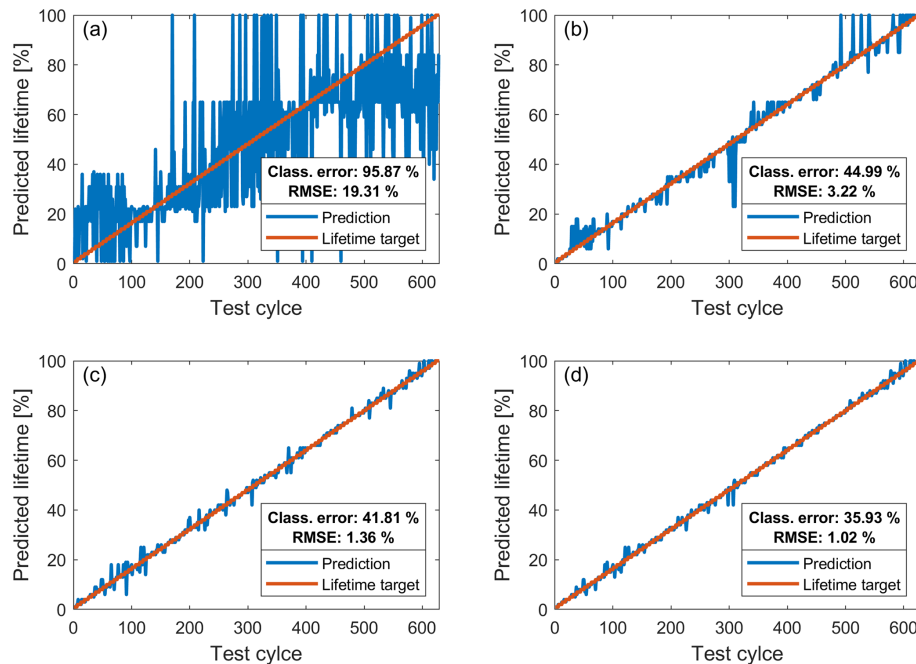 (a)
Predicted lifetime [%]
100
80
60
40
20
0
Class. error: 95.87 %
RMSE: 19.31 %
Prediction
Lifetime target
0 100 200 300 400 500 600
Test cylce
(b)
Predicted lifetime [%]
100
80
60
40
20
0
Class. error: 44.99 %
RMSE: 3.22 %
Prediction
Lifetime target
0 100 200 300 400 500 600
Test cylce
(c)
Predicted lifetime [%]
100
80
60
40
20
0
Class. error: 41.81 %
RMSE: 1.36 %
Prediction
Lifetime target
0 100 200 300 400 500 600
Test cylce
(d)
Predicted lifetime [%]
100
80
60
40
20
0
Class. error: 35.93 %
RMSE: 1.02 %
Prediction
Lifetime target
0 100 200 300 400 500 600
Test cylce